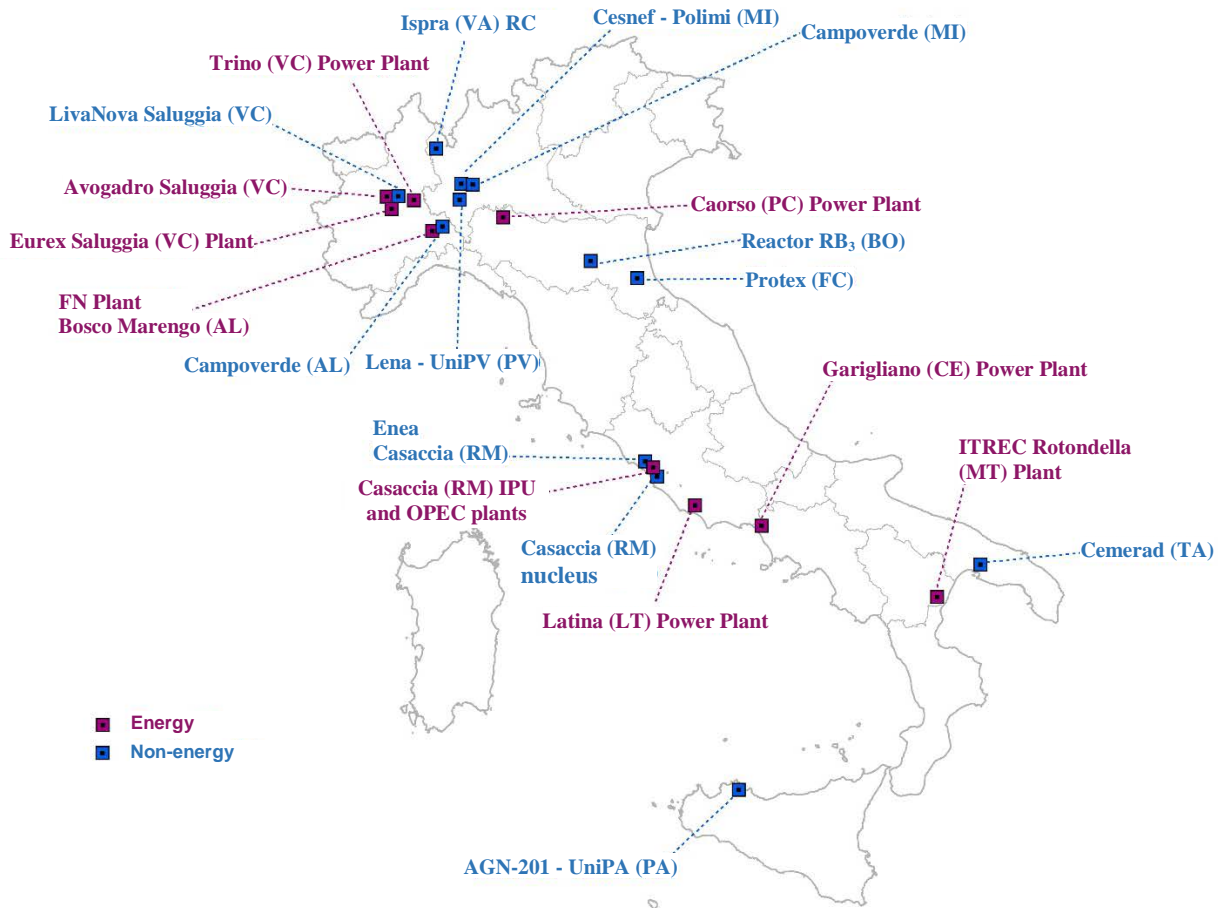 Cesnef - Polimi (MI)
Ispra (VA) RC
Campoverde (MI)
Trino (VC) Power Plant
LivaNova Saluggia (VC)
Avogadro Saluggia (VC)
Caorso (PC) Power Plant
Eurex Saluggia (VC) Plant
Reactor RB₃ (BO)
Protex (FC)
FN Plant
Bosco Marengo (AL)
Campoverde (AL)
Lena - UniPV (PV)
Garigliano (CE) Power Plant
Enea
Casaccia (RM)
ITREC Rotondella
(MT) Plant
Casaccia (RM) IPU
and OPEC plants
Casaccia (RM)
nucleus
Cemerad (TA)
Latina (LT) Power Plant
Energy
Non-energy
AGN-201 - UniPA (PA)